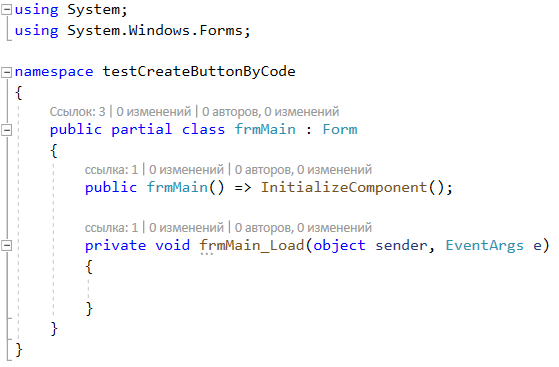 using System;
using System.Windows.Forms;
namespace testCreateButtonByCode
{
Ссылок: 3 | 0 изменений | 0 авторов, 0 изменений
public partial class frmMain : Form
{
ссылка: 1 | 0 изменений | 0 авторов, 0 изменений
public frmMain() => InitializeComponent();
ссылка: 1 | 0 изменений | 0 авторов, 0 изменений
private void frmMain_Load(object sender, EventArgs e)
{
}
}
}